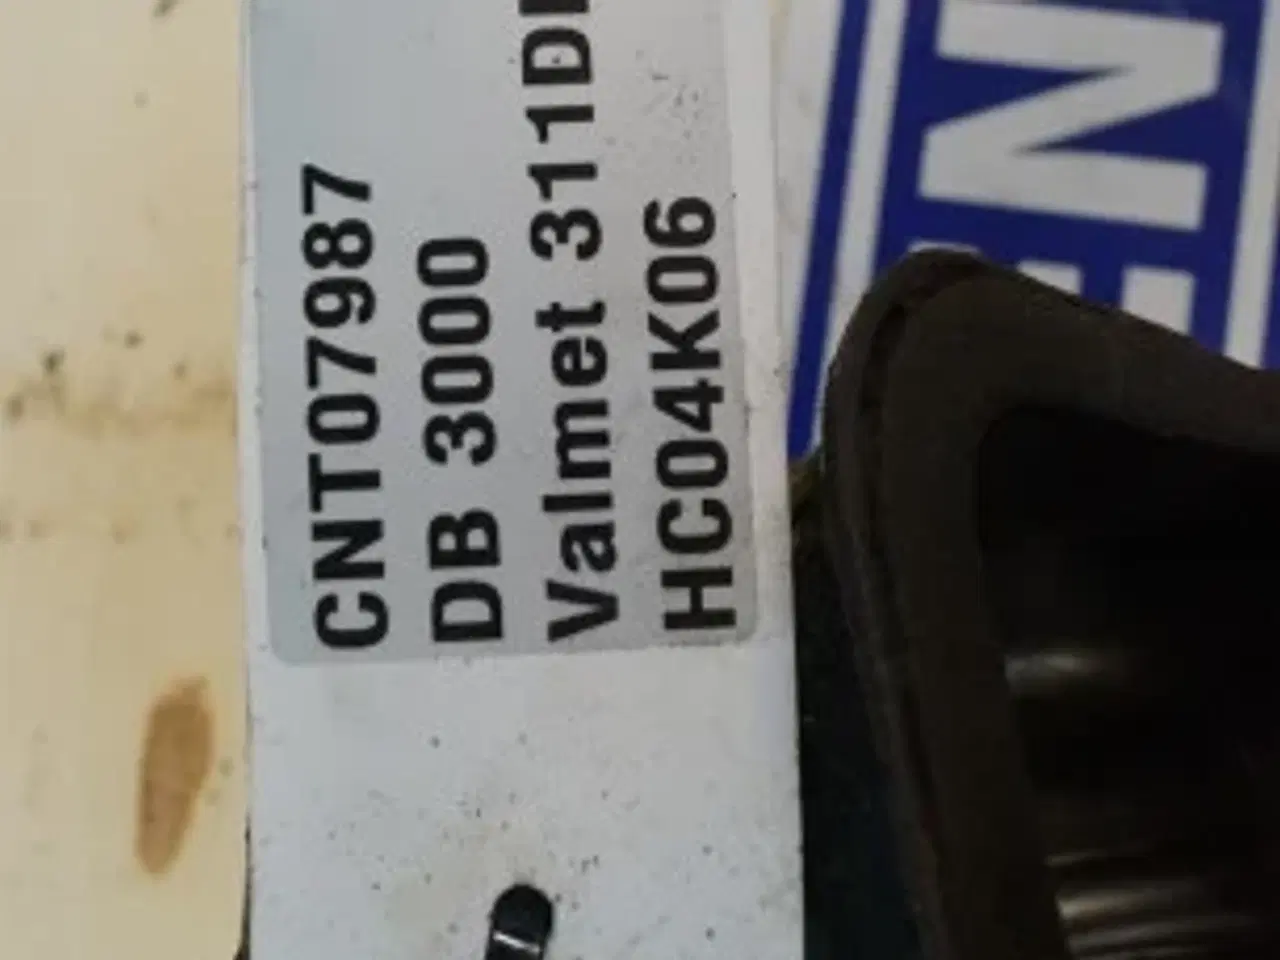 CNT07987
DB 3000
Valmet 311D
HC04K06